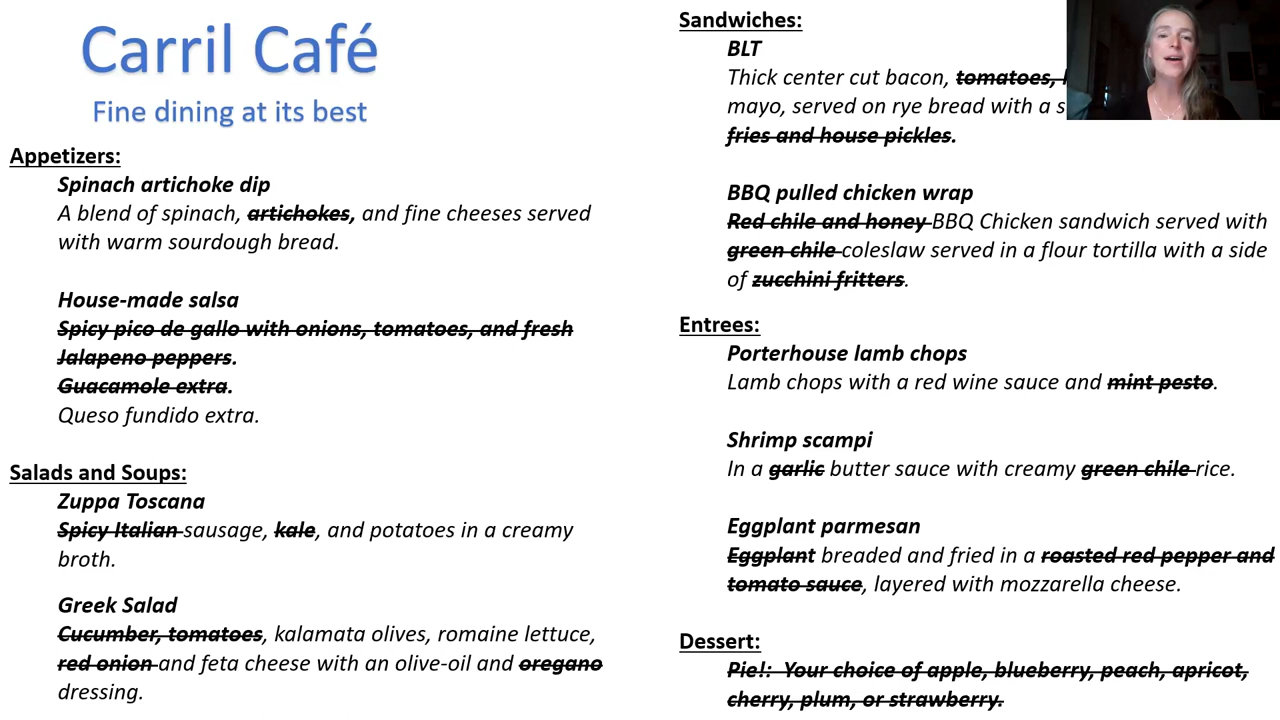 Carril Café
Fine dining at its best
Appetizers:
Spinach artichoke dip
A blend of spinach, artichokes, and fine cheeses served
with warm sourdough bread.
House-made salsa
Spicy pico de gallo with onions, tomatoes, and fresh
Jalapeno peppers.
Guacamole extra.
Queso fundido extra.
Salads and Soups:
Zuppa Toscana
Spicy Italian sausage, kale, and potatoes in a creamy
broth.
Greek Salad
Cucumber, tomatoes, kalamata olives, romaine lettuce,
red onion and feta cheese with an olive-oil and oregano
dressing.
Sandwiches:
BLT
Thick center cut bacon, tomatoes,
mayo, served on rye bread with a
fries and house pickles.
BBQ pulled chicken wrap
Red chile and honey BBQ Chicken sandwich served with
green chile coleslaw served in a flour tortilla with a side
of zucchini fritters.
Entrees:
Porterhouse lamb chops
Lamb chops with a red wine sauce and mint pesto.
Shrimp scampi
In a garlic butter sauce with creamy green chile rice.
Eggplant parmesan
Eggplant breaded and fried in a roasted red pepper and
tomato sauce, layered with mozzarella cheese.
Dessert:
Pie!: Your choice of apple, blueberry, peach, apricot,
cherry, plum, or strawberry.